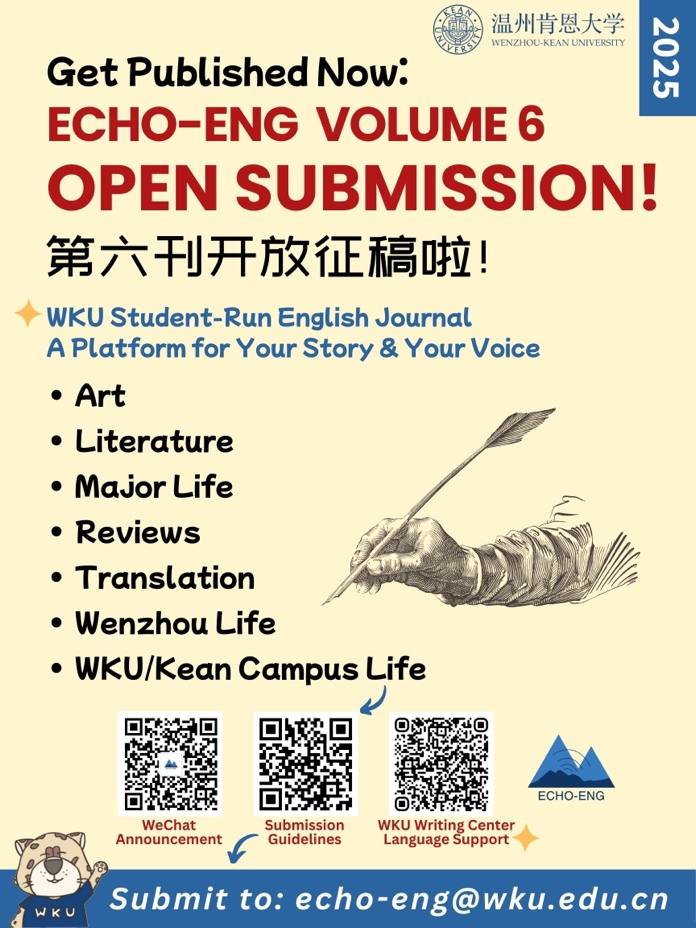 KEAN UNIVERSITY
温州肯恩大学
WENZHOU-KEAN UNIVERSITY
2025
Get Published Now:
ECHO-ENG VOLUME 6
OPEN SUBMISSION!
第六刊开放征稿啦!
WKU Student-Run English Journal
A Platform for Your Story & Your Voice
• Art
• Literature
• Major Life
• Reviews
• Translation
• Wenzhou Life
• WKU/Kean Campus Life
ECHO-ENG
WeChat
Announcement
Submission
Guidelines
WKU Writing Center
Language Support
WKU
Submit to: echo-eng@wku.edu.cn